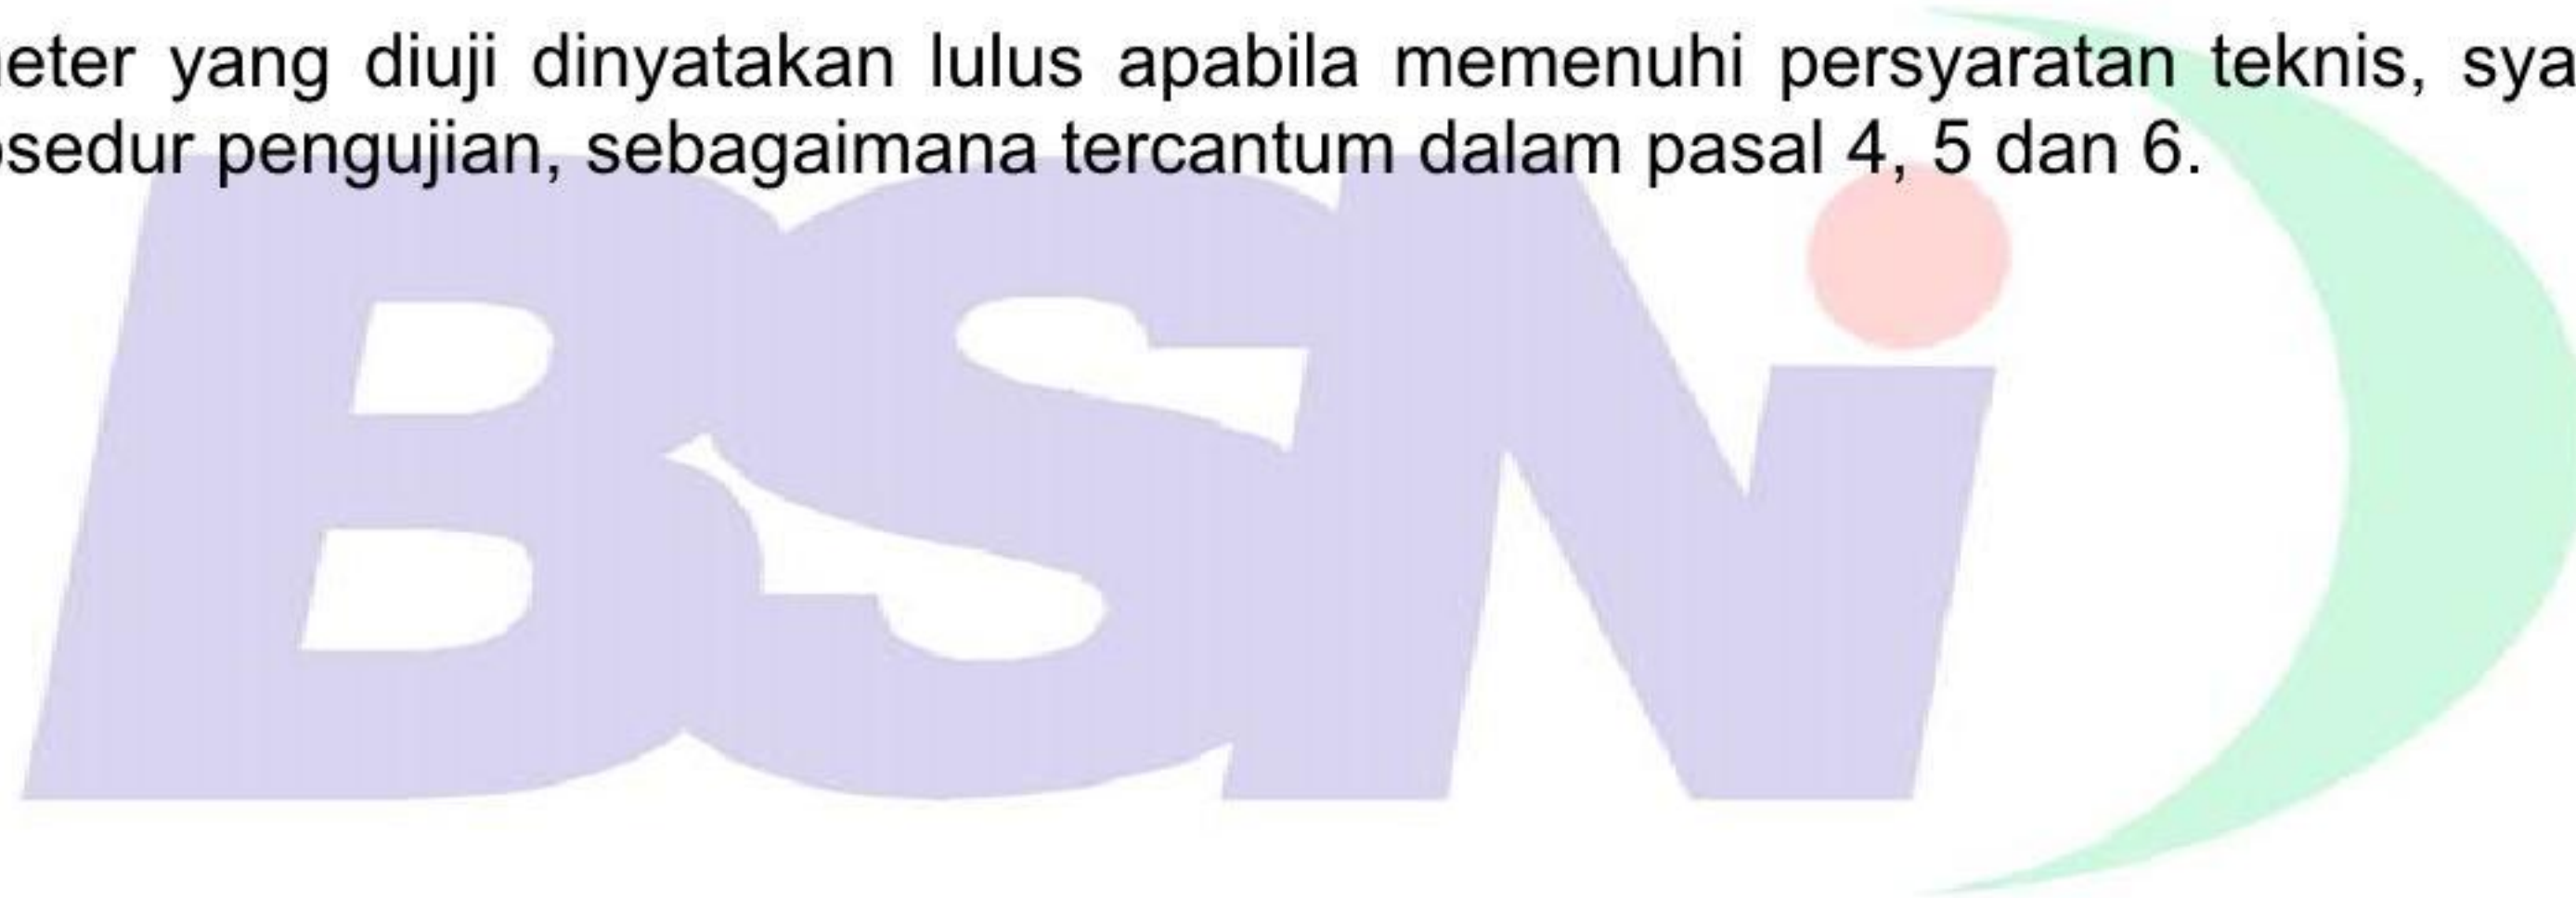 eter yang diuji dinyatakan lulus apabila memenuhi persyaratan teknis, sya
sedur pengujian, sebagaimana tercantum dalam pasal 4, 5 dan 6.
BSN